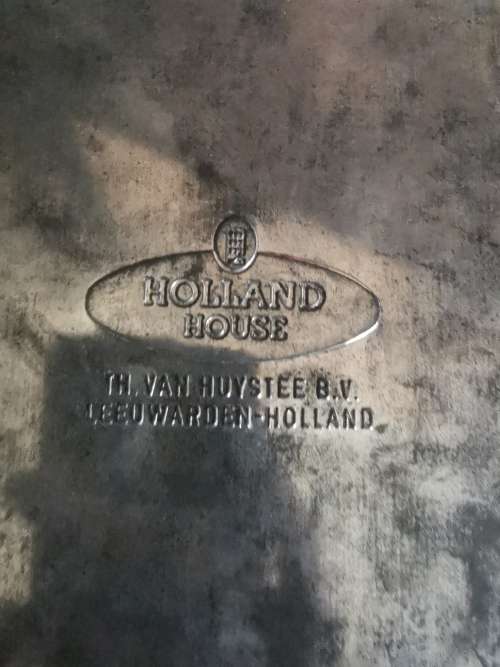 HOLLAND
HOUSE
TH. VAN HUYSTEE B.V.
LEEUWARDEN-HOLLAND